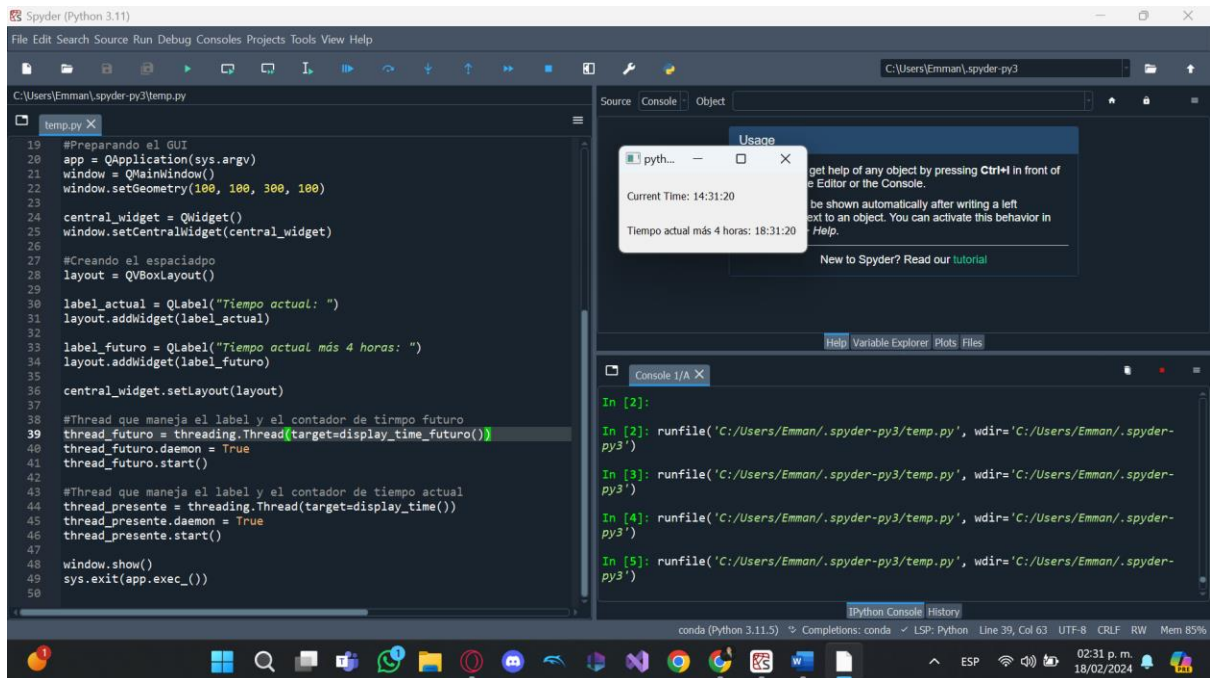 Spyder (Python 3.11)
File Edit Search Source Run Debug Consoles Projects Tools View Help
C:\Users\Emman\.spyder-py3
C:\Users\Emman\.spyder-py3\temp.py
temp.py
19 #Preparando el GUI
20 app = QApplication(sys.argv)
21 window = QMainWindow()
22 window.setGeometry(100, 100, 300, 100)
23
24 central_widget = QWidget()
25 window.setCentralWidget(central_widget)
26
27 #Creando el espaciadpo
28 layout = QVBoxLayout()
29
30 label_actual = QLabel("Tiempo actual: ")
31 layout.addWidget(label_actual)
32
33 label_futuro = QLabel("Tiempo actual más 4 horas: ")
34 layout.addWidget(label_futuro)
35
36 central_widget.setLayout(layout)
37
38 #Thread que maneja el label y el contador de tirmpo futuro
39 thread_futuro = threading.Thread(target=display_time_futuro())
40 thread_futuro.daemon = True
41 thread_futuro.start()
42
43 #Thread que maneja el label y el contador de tiempo actual
44 thread_presente = threading.Thread(target=display_time())
45 thread_presente.daemon = True
46 thread_presente.start()
47
48 window.show()
49 sys.exit(app.exec_())
50
Source Console Object
Usage
get help of any object by pressing Ctrl+I in front of
e Editor or the Console.
be shown automatically after writing a left
ext to an object. You can activate this behavior in
Help.
New to Spyder? Read our tutorial
pyth...
Current Time: 14:31:20
Tiempo actual más 4 horas: 18:31:20
Help Variable Explorer Plots Files
Console 1/A
In [2]:
In [2]: runfile('C:/Users/Emman/.spyder-py3/temp.py', wdir='C:/Users/Emman/.spyder-
py3')
In [3]: runfile('C:/Users/Emman/.spyder-py3/temp.py', wdir='C:/Users/Emman/.spyder-
py3')
In [4]: runfile('C:/Users/Emman/.spyder-py3/temp.py', wdir='C:/Users/Emman/.spyder-
py3')
In [5]: runfile('C:/Users/Emman/.spyder-py3/temp.py', wdir='C:/Users/Emman/.spyder-
py3')
IPython Console History
conda (Python 3.11.5) Completions: conda LSP: Python Line 39, Col 63 UTF-8 CRLF RW Mem 85%
ESP
02:31 p. m.
18/02/2024